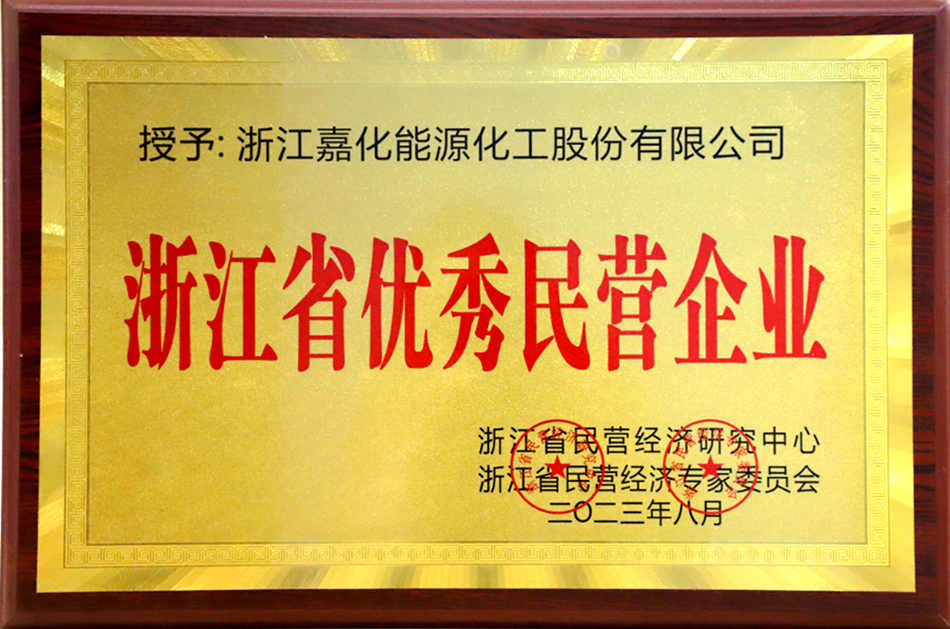 授予: 浙江嘉化能源化工股份有限公司
浙江省优秀民营企业
浙江省民营经济研究中心
浙江省民营经济专家委员会
二〇二三年八月